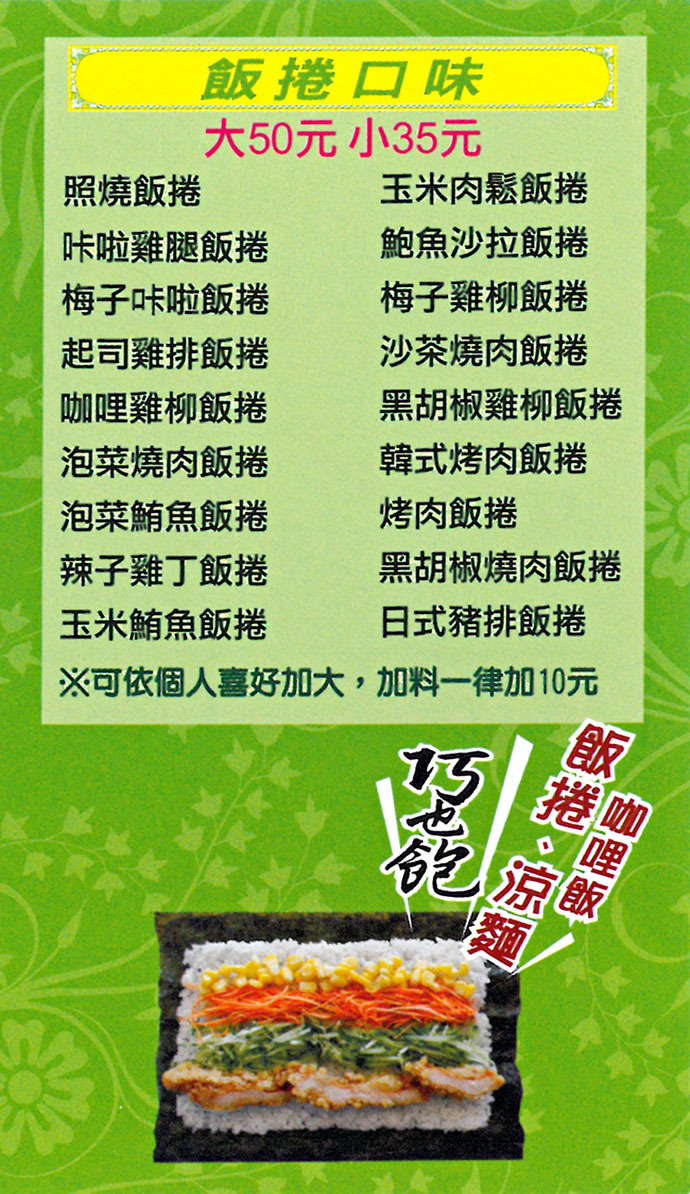 飯捲口味
大50元 小35元
照燒飯捲
咔啦雞腿飯捲
梅子咔啦飯捲
起司雞排飯捲
咖哩雞柳飯捲
泡菜燒肉飯捲
泡菜鮪魚飯捲
辣子雞丁飯捲
玉米鮪魚飯捲
玉米肉鬆飯捲
鮑魚沙拉飯捲
梅子雞柳飯捲
沙茶燒肉飯捲
黑胡椒雞柳飯捲
韓式烤肉飯捲
烤肉飯捲
黑胡椒燒肉飯捲
日式豬排飯捲
※可依個人喜好加大，加料一律加10元
巧也飽
咖哩飯
飯捲、涼麵